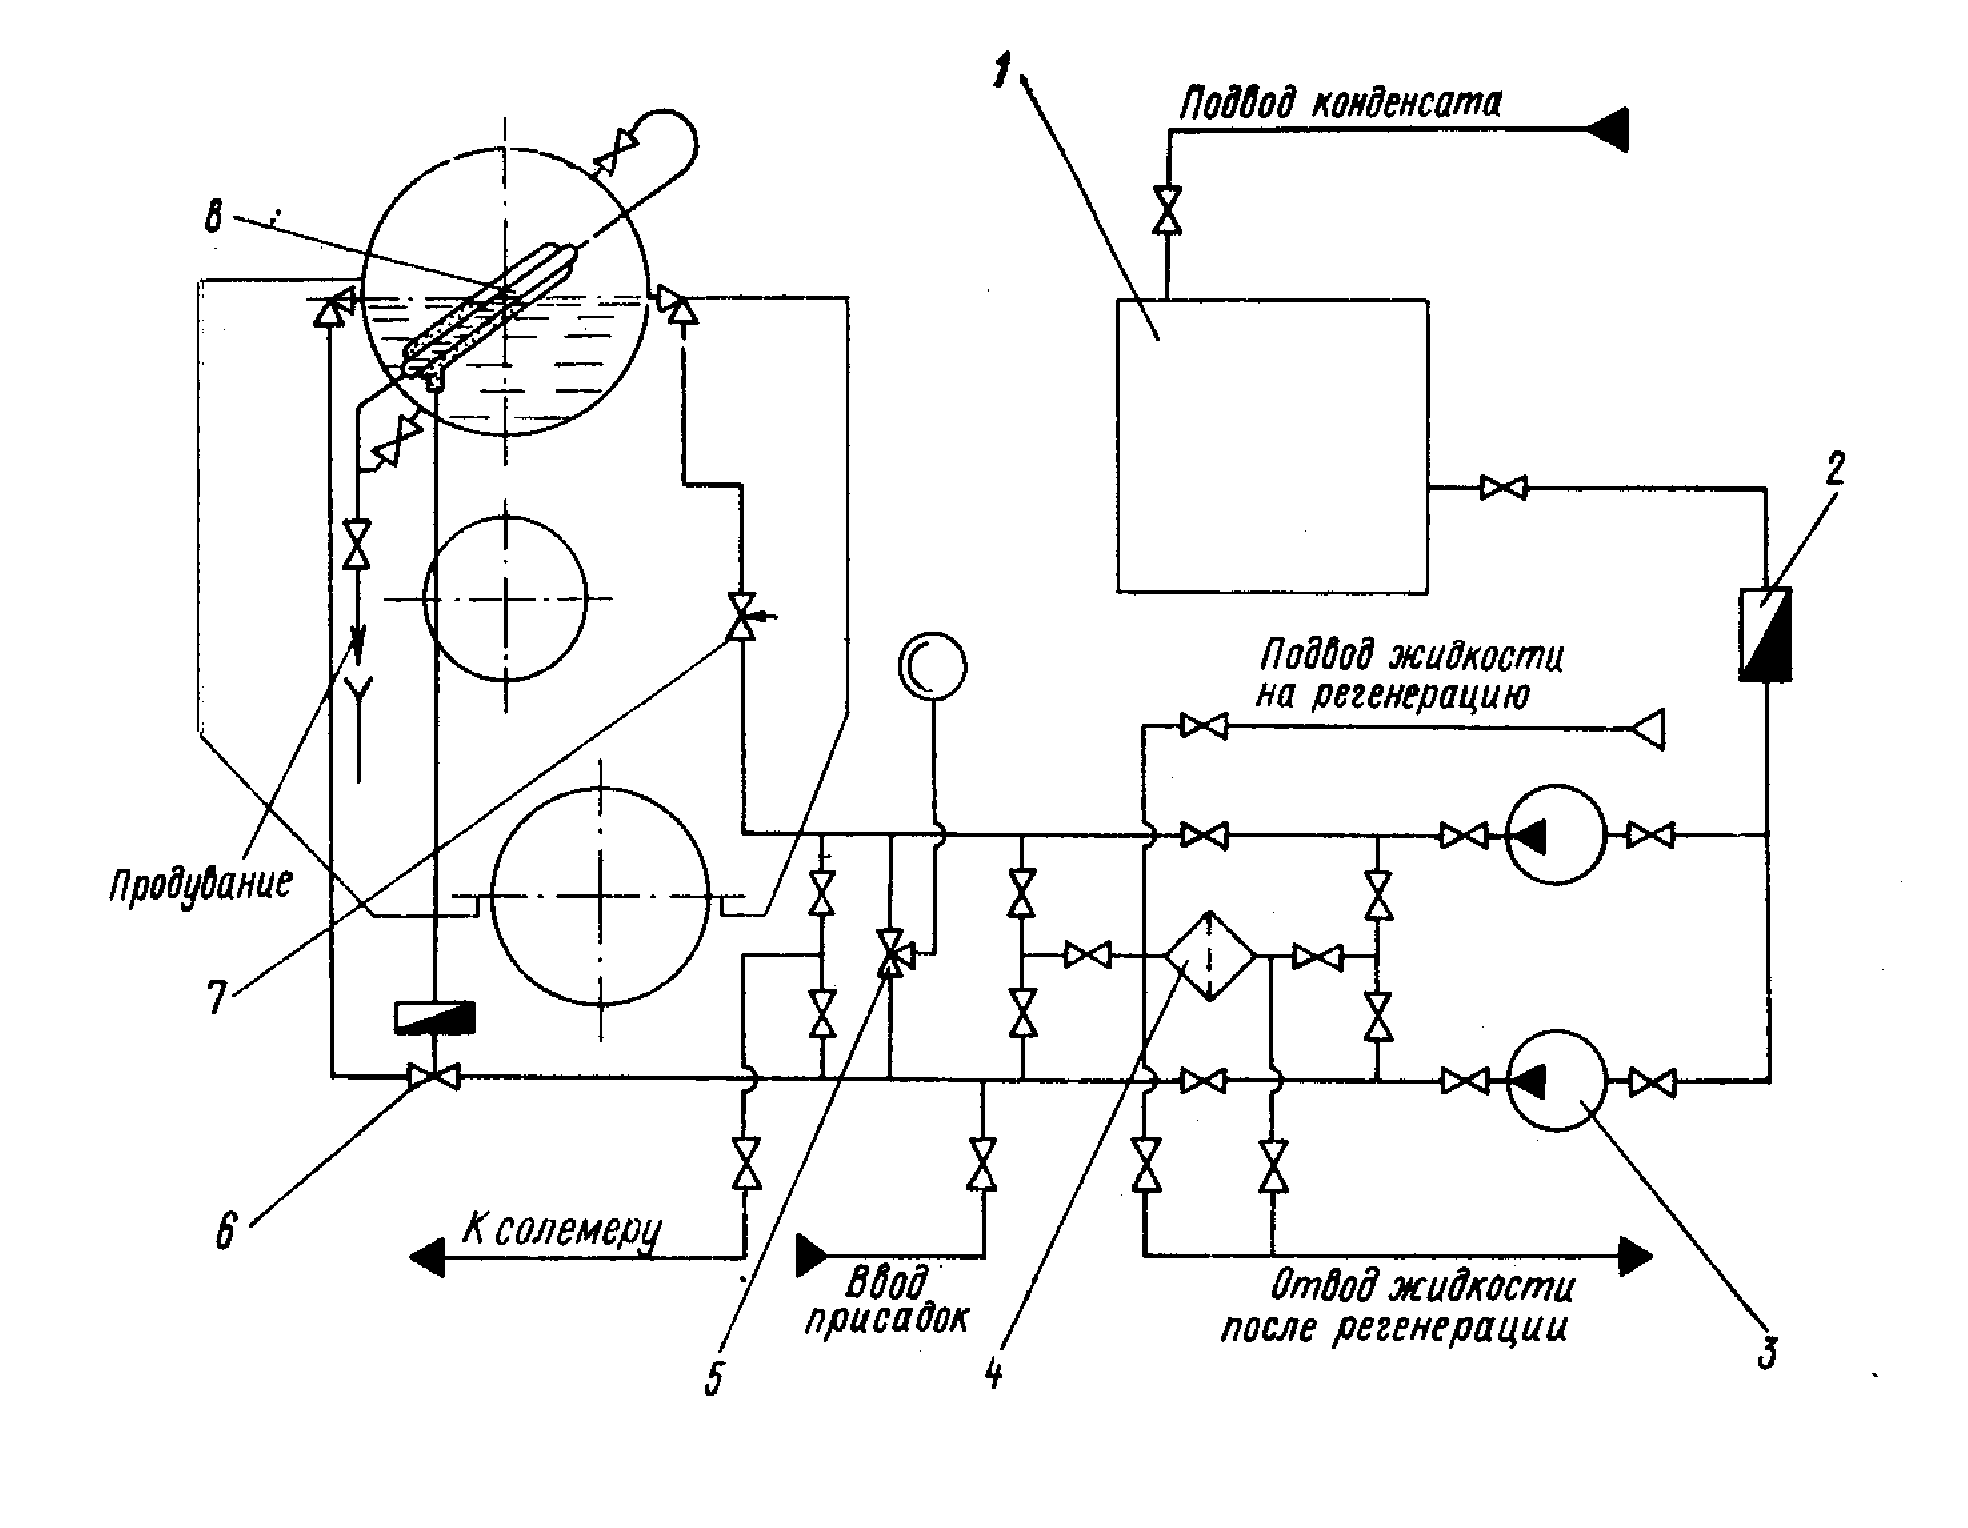 1
Подвод конденсата
8
2
Подвод жидкости
на регенерацию
Продувание
7
6
К солемеру
Ввод
присадок
Отвод жидкости
после регенерации
5
4
3